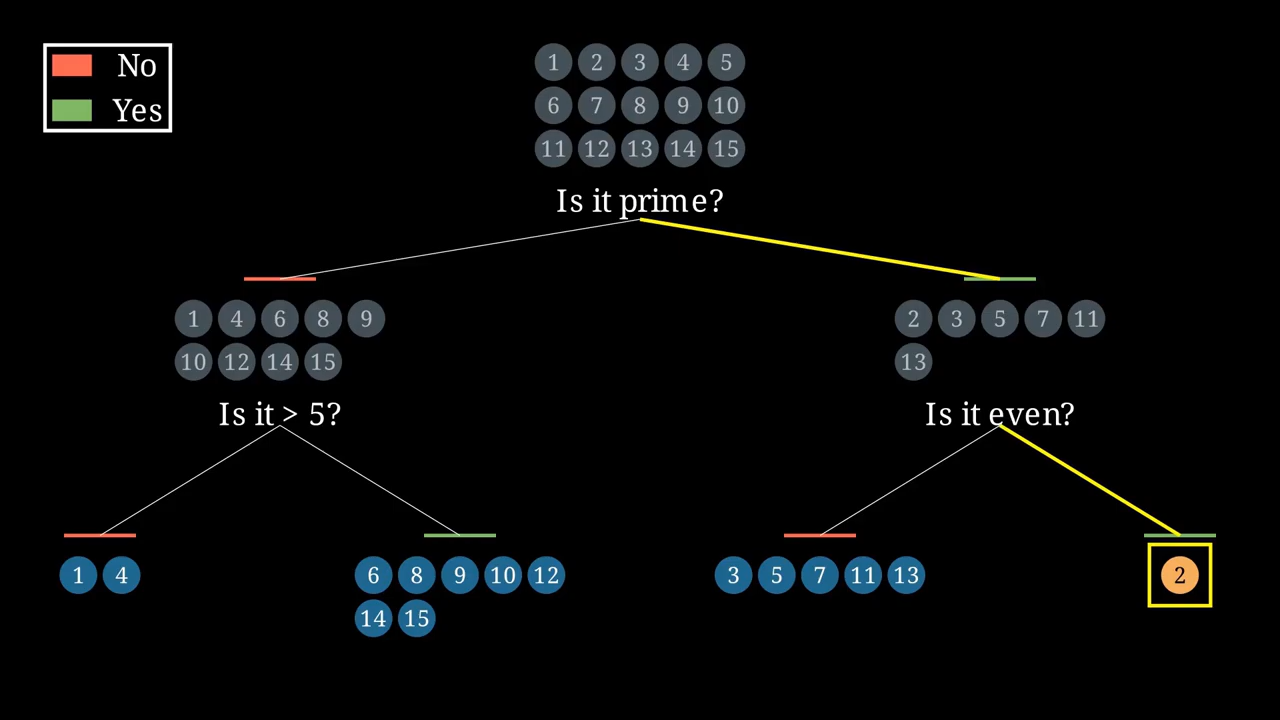 No
Yes
1 2 3 4 5
6 7 8 9 10
11 12 13 14 15
Is it prime?
1 4 6 8 9
10 12 14 15
Is it > 5?
2 3 5 7 11
13
Is it even?
1 4
6 8 9 10 12
14 15
3 5 7 11 13
2